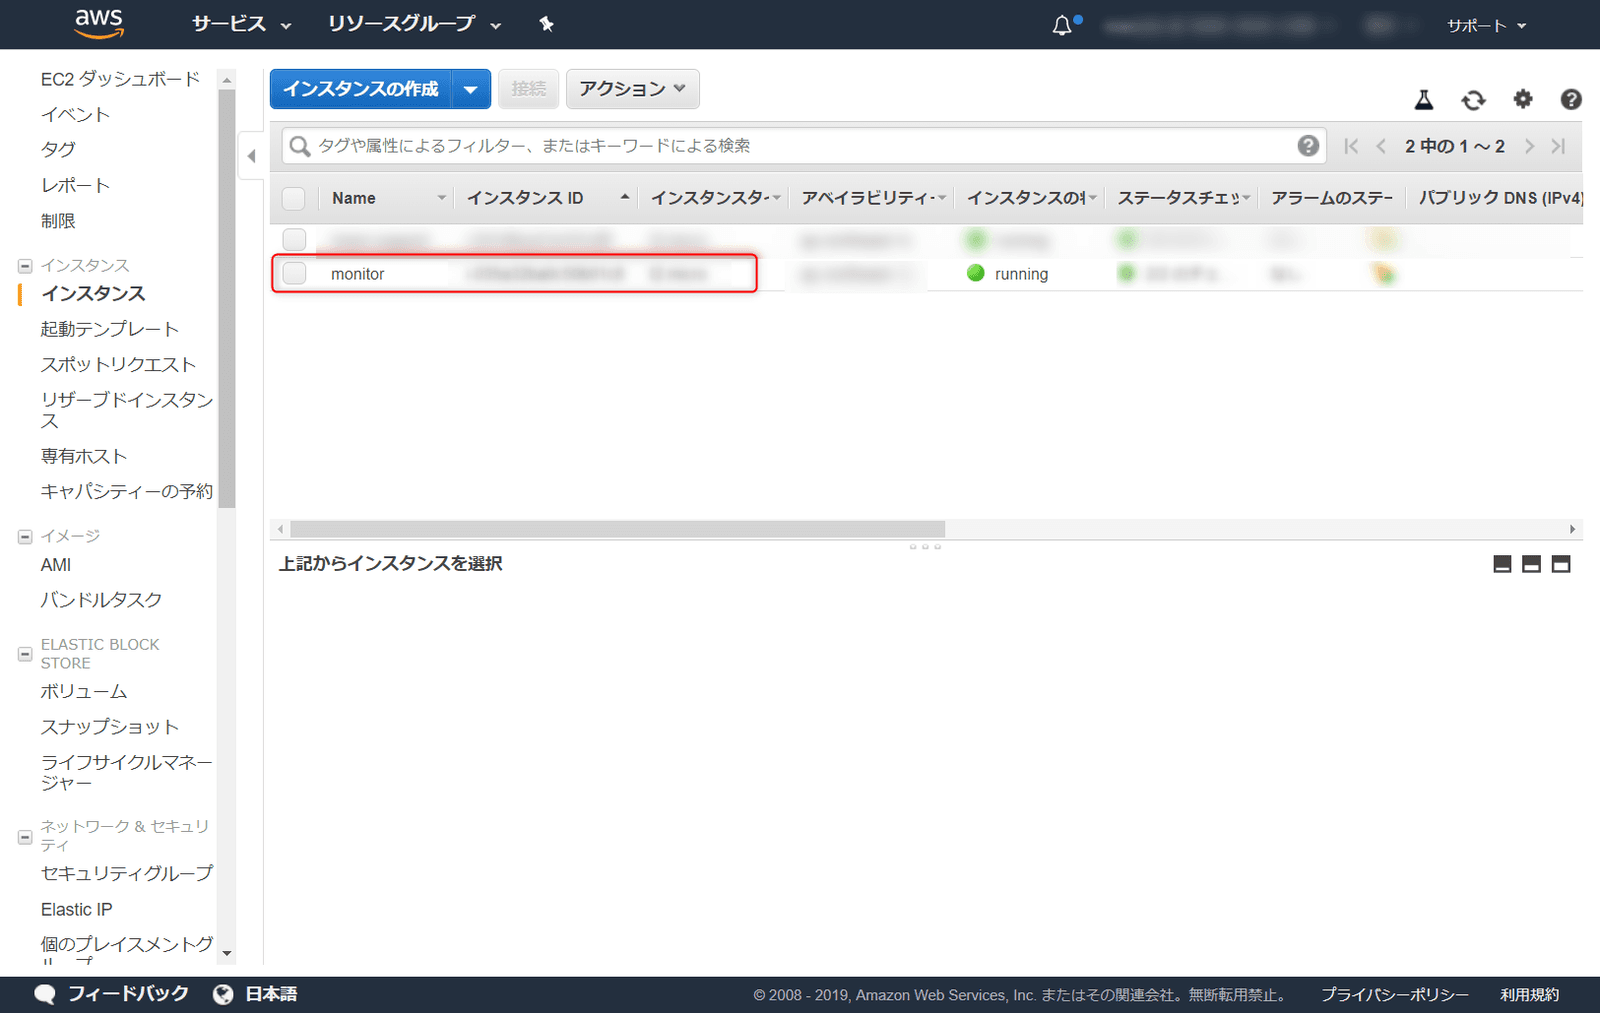 aws サービス リソースグループ サポート
EC2 ダッシュボード
イベント
タグ
レポート
制限
インスタンス
インスタンス
起動テンプレート
スポットリクエスト
リザーブドインスタン
ス
専有ホスト
キャパシティーの予約
イメージ
AMI
バンドルタスク
ELASTIC BLOCK
STORE
ボリューム
スナップショット
ライフサイクルマネー
ジャー
ネットワーク & セキュリ
ティ
セキュリティグループ
Elastic IP
個のプレイスメントグ
ループ
インスタンスの作成 接続 アクション
タグや属性によるフィルター、またはキーワードによる検索 2 中の 1 ～ 2
Name インスタンス ID インスタンスタ アベイラビリティ インスタンスの ステータスチェッ アラームのステー パブリック DNS (IPv4)
monitor running
上記からインスタンスを選択
フィードバック 日本語 © 2008 - 2019, Amazon Web Services, Inc. またはその関連会社。無断転用禁止。 プライバシーポリシー 利用規約